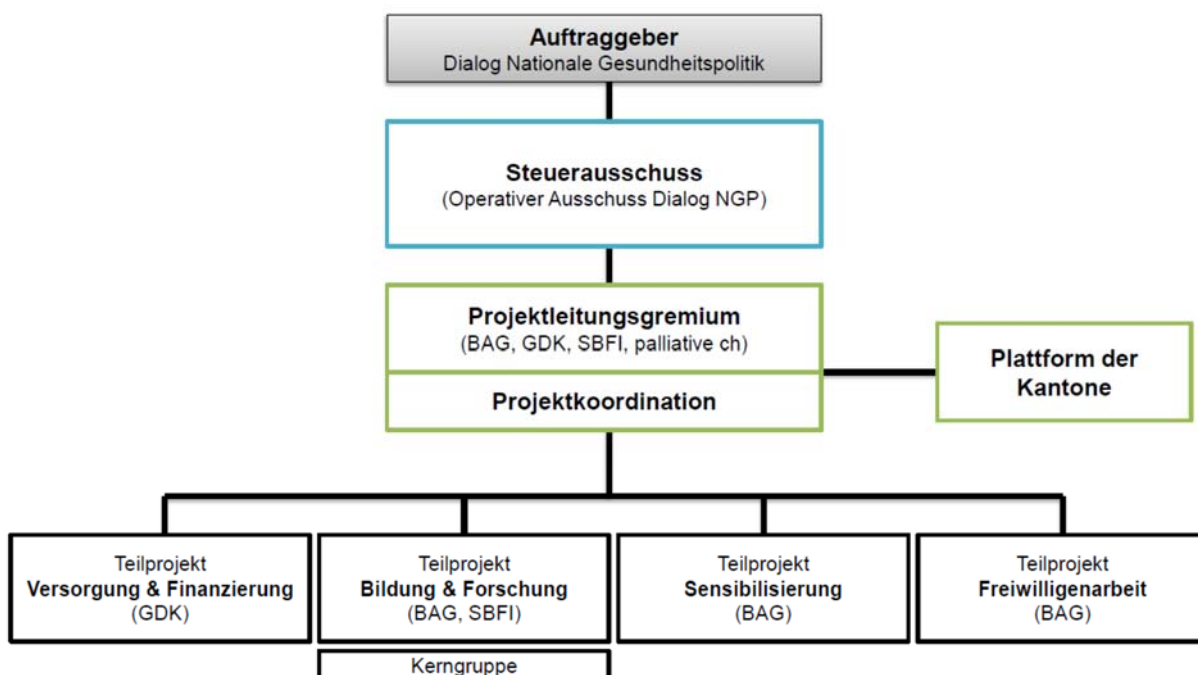 Auftraggeber
Dialog Nationale Gesundheitspolitik
Steuerausschuss
(Operativer Ausschuss Dialog NGP)
Projektleitungsgremium
(BAG, GDK, SBFI, palliative ch)
Projektkoordination
Plattform der
Kantone
Teilprojekt
Versorgung & Finanzierung
(GDK)
Teilprojekt
Bildung & Forschung
(BAG, SBFI)
Teilprojekt
Sensibilisierung
(BAG)
Teilprojekt
Freiwilligenarbeit
(BAG)
Kerngruppe